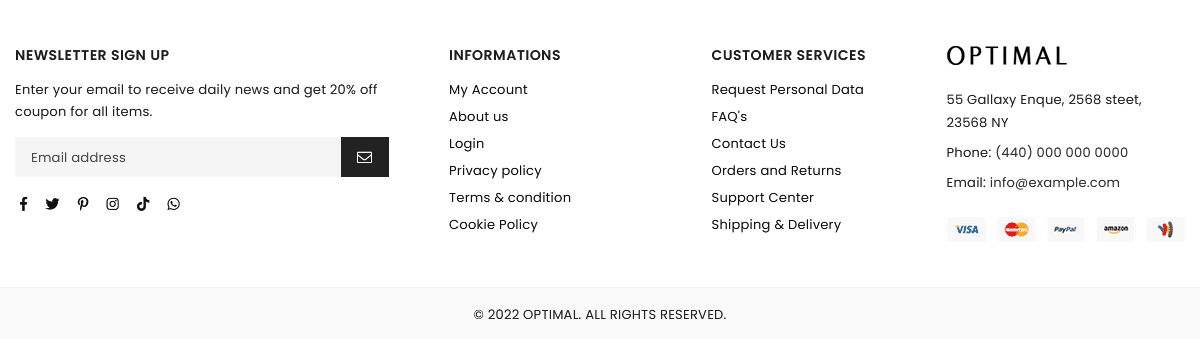 NEWSLETTER SIGN UP
Enter your email to receive daily news and get 20% off
coupon for all items.
Email address
INFORMATIONS
My Account
About us
Login
Privacy policy
Terms & condition
Cookie Policy
CUSTOMER SERVICES
Request Personal Data
FAQ's
Contact Us
Orders and Returns
Support Center
Shipping & Delivery
OPTIMAL
55 Gallaxy Enque, 2568 steet,
23568 NY
Phone: (440) 000 000 0000
Email: info@example.com
VISA MasterCard PayPal amazon
© 2022 OPTIMAL. ALL RIGHTS RESERVED.